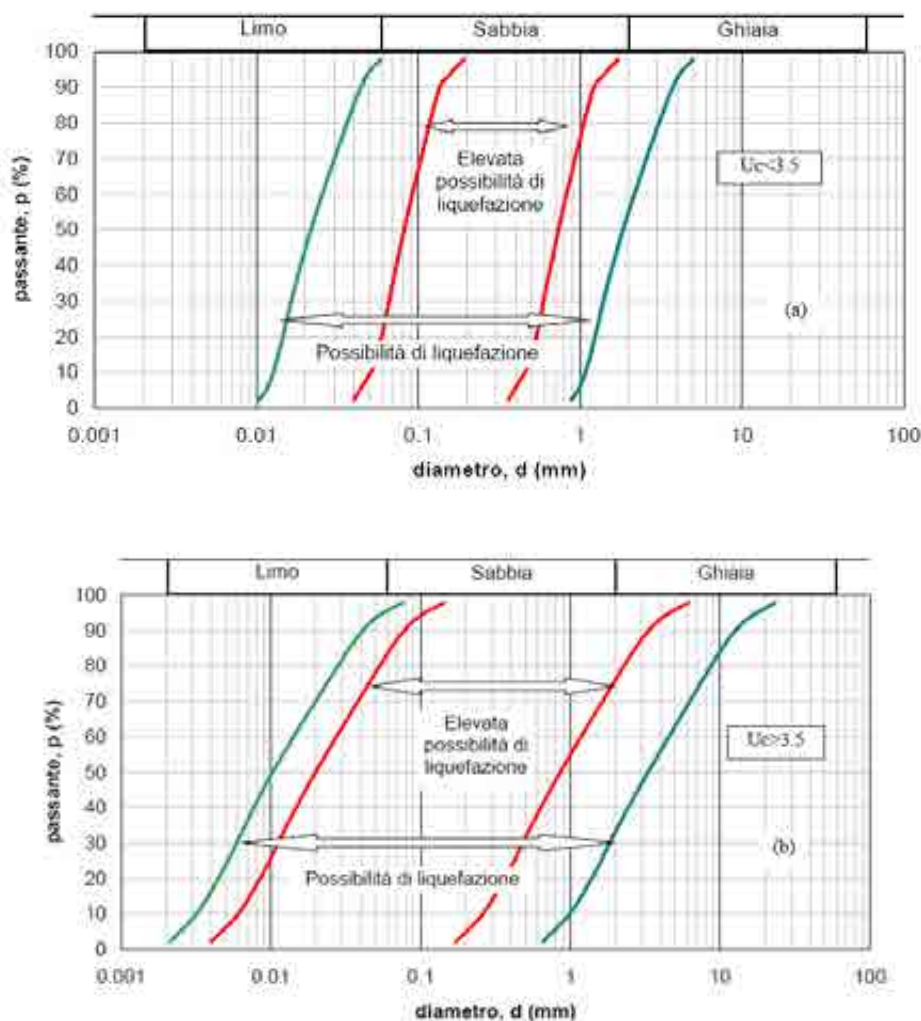 Limo Sabbia Ghiaia
100
90
80
70
60
50
40
30
20
10
0
passante, p (%)
Elevata
possibilità di
liquefazione
Uc<3.5
(a)
Possibilità di liquefazione
0.001 0.01 0.1 1 10 100
diametro, d (mm)
Limo Sabbia Ghiaia
100
90
80
70
60
50
40
30
20
10
0
passante, p (%)
Elevata
possibilità di
liquefazione
Uc>3.5
(b)
Possibilità di liquefazione
0.001 0.01 0.1 1 10 100
diametro, d (mm)